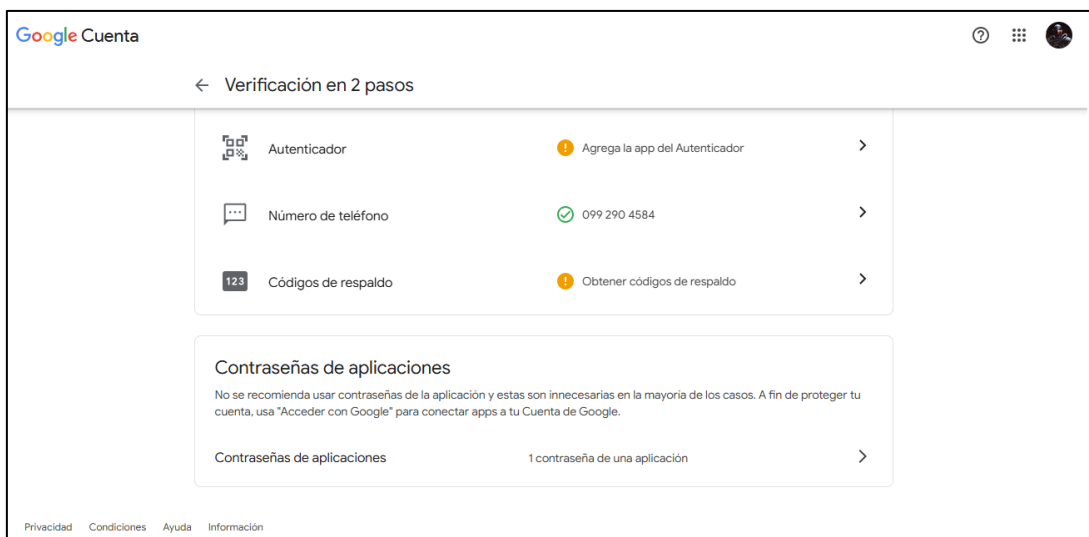 Google Cuenta
Verificación en 2 pasos
Autenticador
Agrega la app del Autenticador
Número de teléfono
099 290 4584
123
Códigos de respaldo
Obtener códigos de respaldo
Contraseñas de aplicaciones
No se recomienda usar contraseñas de la aplicación y estas son innecesarias en la mayoría de los casos. A fin de proteger tu
cuenta, usa "Acceder con Google" para conectar apps a tu Cuenta de Google.
Contraseñas de aplicaciones
1 contraseña de una aplicación
Privacidad Condiciones Ayuda Información